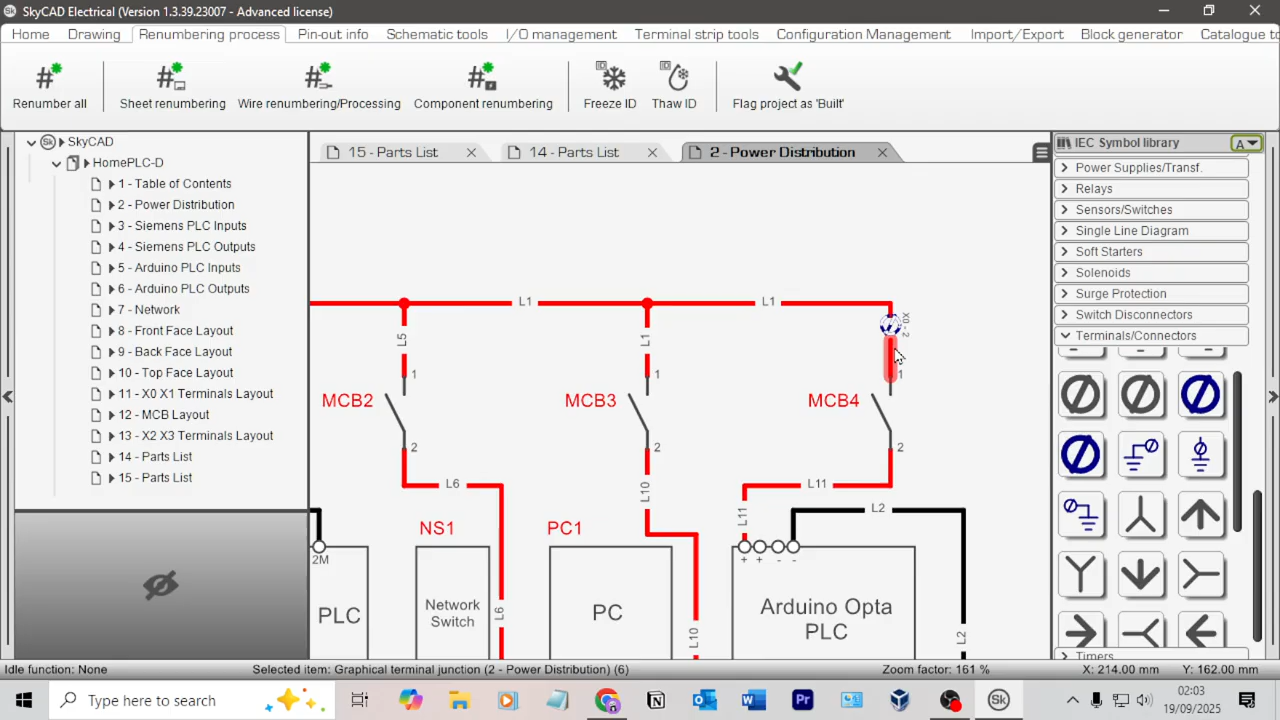 SkyCAD Electrical (Version 1.3.39.23007 - Advanced license)
Home Drawing Renumbering process Pin-out info Schematic tools I/O management Terminal strip tools Configuration Management Import/Export Block generator Catalogue to
Renumber all Sheet renumbering Wire renumbering/Processing Component renumbering Freeze ID Thaw ID Flag project as 'Built'
SkyCAD
HomePLC-D
1 - Table of Contents
2 - Power Distribution
3 - Siemens PLC Inputs
4 - Siemens PLC Outputs
5 - Arduino PLC Inputs
6 - Arduino PLC Outputs
7 - Network
8 - Front Face Layout
9 - Back Face Layout
10 - Top Face Layout
11 - X0 X1 Terminals Layout
12 - MCB Layout
13 - X2 X3 Terminals Layout
14 - Parts List
15 - Parts List
15 - Parts List 14 - Parts List 2 - Power Distribution
L1 L1
X0 - 2
L5 L1
1 1 1
MCB2 MCB3 MCB4
2 2 2
L6 L10 L11
L11 L2
NS1 PC1
2M + + - -
PLC Network Switch PC Arduino Opta PLC
L6 L10 L2
IEC Symbol library A
Power Supplies/Transf.
Relays
Sensors/Switches
Single Line Diagram
Soft Starters
Solenoids
Surge Protection
Switch Disconnectors
Terminals/Connectors
Timers
Idle function: None Selected item: Graphical terminal junction (2 - Power Distribution) (6) Zoom factor: 161 % X: 214.00 mm Y: 162.00 mm
Type here to search
02:03
19/09/2025